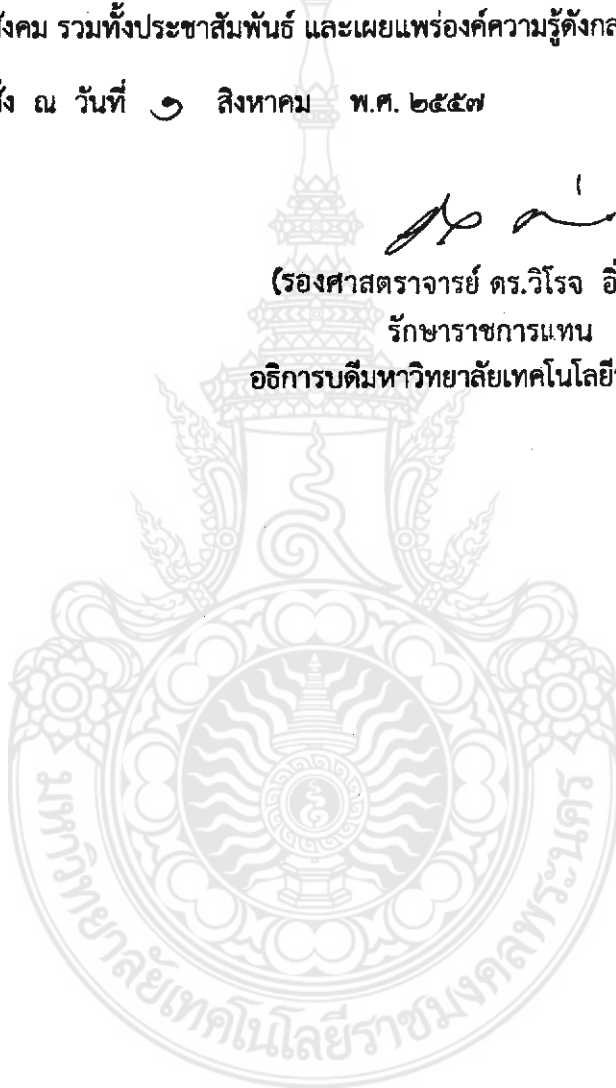 ังคม รวมทั้งประชาสัมพันธ์ และเผยแพร่องค์ความรู้ดังกล
ั่ง ณ วันที่ ๑ สิงหาคม พ.ศ. ๒๕๕๗
(รองศาสตราจารย์ ดร.วิโรจ อิ่
รักษาราชการแทน
อธิการบดีมหาวิทยาลัยเทคโนโลยี
มหาวิทยาลัยเทคโนโลยีราชมงคลพระนคร